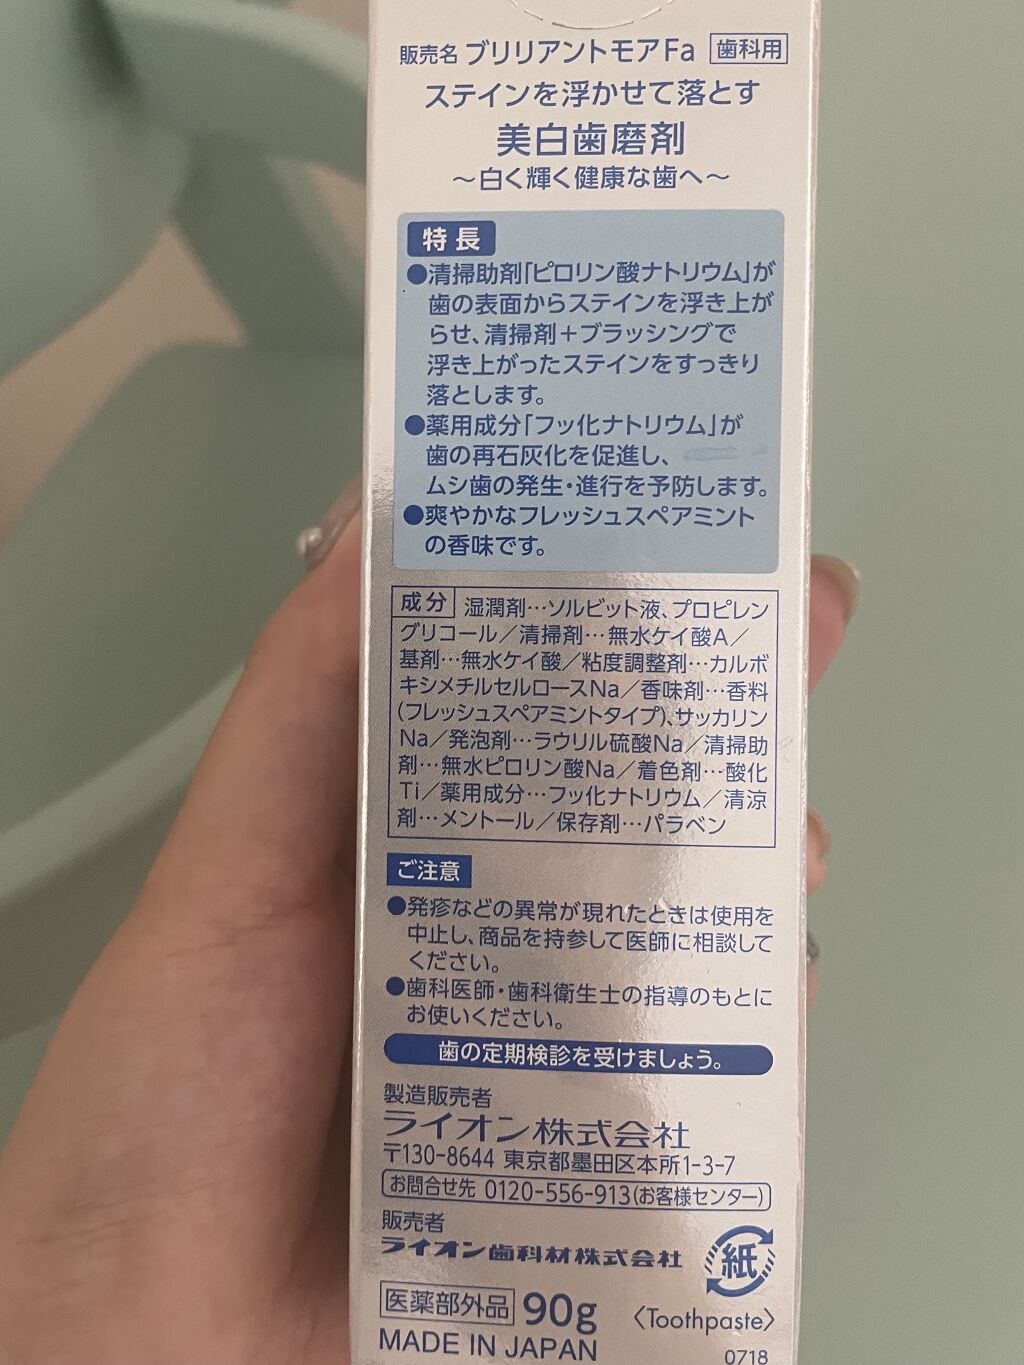 販売名 ブリリアントモアFa 歯科用
ステインを浮かせて落とす
美白歯磨剤
～白く輝く健康な歯へ～
特長
●清掃助剤「ピロリン酸ナトリウム」が
歯の表面からステインを浮き上が
らせ、清掃剤＋ブラッシングで
浮き上がったステインをすっきり
落とします。
●薬用成分「フッ化ナトリウム」が
歯の再石灰化を促進し、
ムシ歯の発生・進行を予防します。
●爽やかなフレッシュスペアミント
の香味です。
成分 湿潤剤…ソルビット液、プロピレン
グリコール／清掃剤…無水ケイ酸A／
基剤…無水ケイ酸／粘度調整剤…カルボ
キシメチルセルロースNa／香味剤…香料
(フレッシュスペアミントタイプ)、サッカリン
Na／発泡剤…ラウリル硫酸Na／清掃助
剤…無水ピロリン酸Na／着色剤…酸化
Ti／薬用成分…フッ化ナトリウム／清涼
剤…メントール／保存剤…パラベン
ご注意
●発疹などの異常が現れたときは使用を
中止し、商品を持参して医師に相談して
ください。
●歯科医師・歯科衛生士の指導のもとに
お使いください。
歯の定期検診を受けましょう。
製造販売者
ライオン株式会社
〒130-8644 東京都墨田区本所1-3-7
お問合せ先 0120-556-913(お客様センター)
販売者
ライオン歯科材株式会社
紙
医薬部外品 90g 〈Toothpaste〉
MADE IN JAPAN 0718